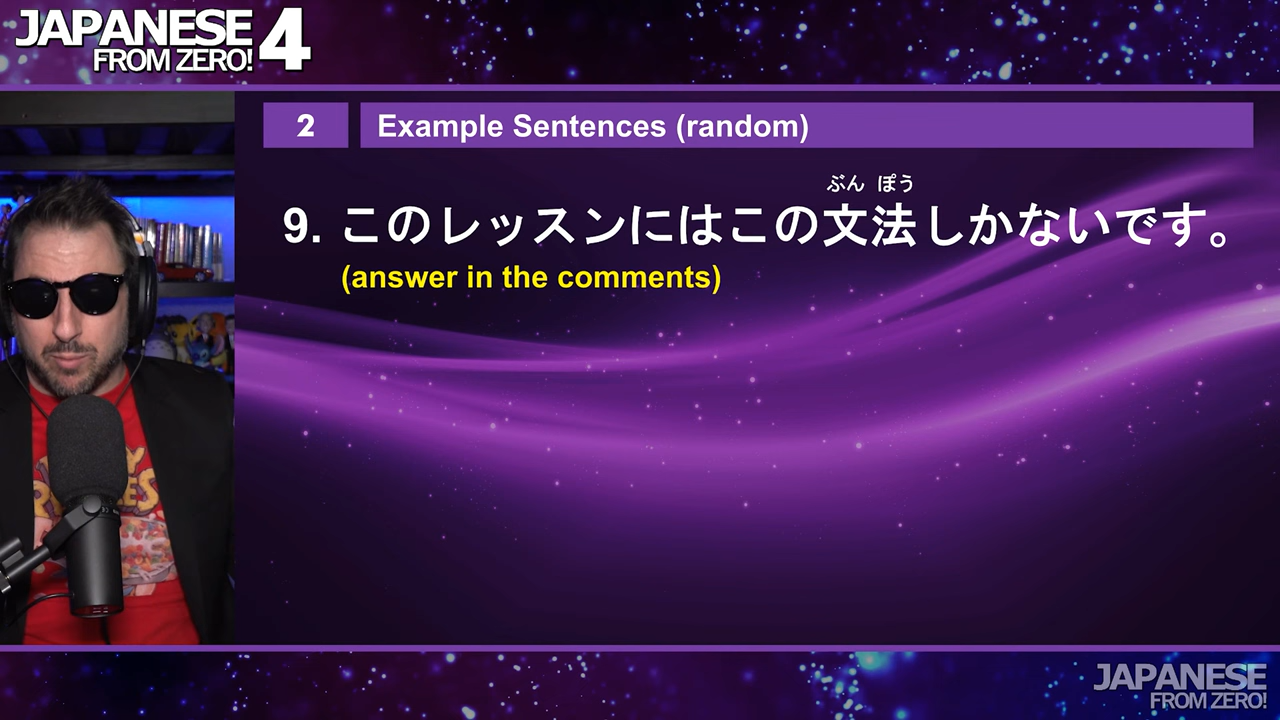 JAPANESE
FROM ZERO! 4
2 Example Sentences (random)
ぶん ぽう
9. このレッスンにはこの文法しかないです。
(answer in the comments)
JAPANESE
FROM ZERO!